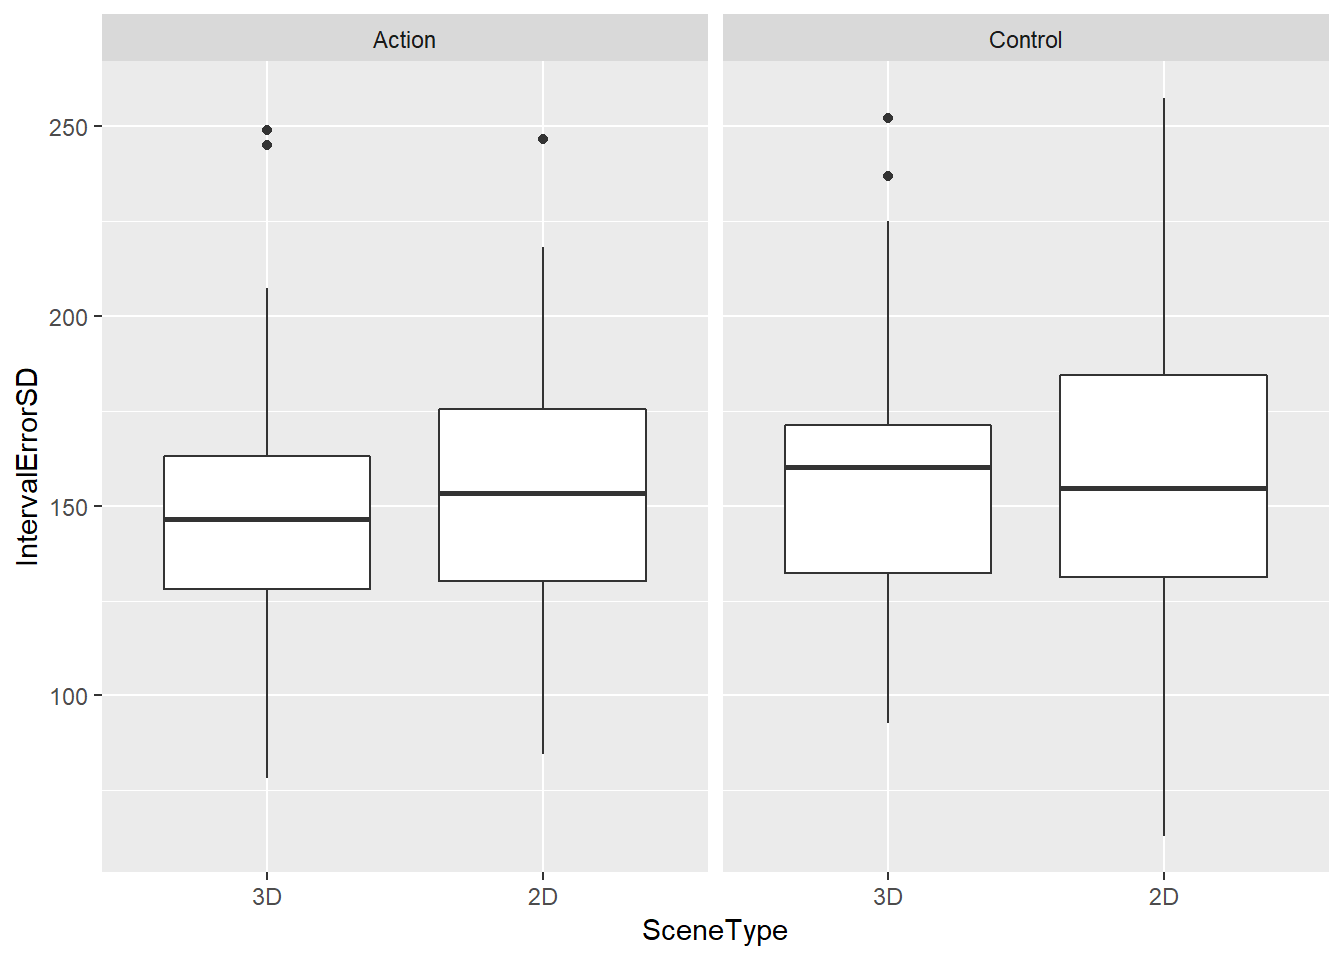 Action
Control
250
200
150
100
IntervalErrorSD
3D
2D
3D
2D
SceneType